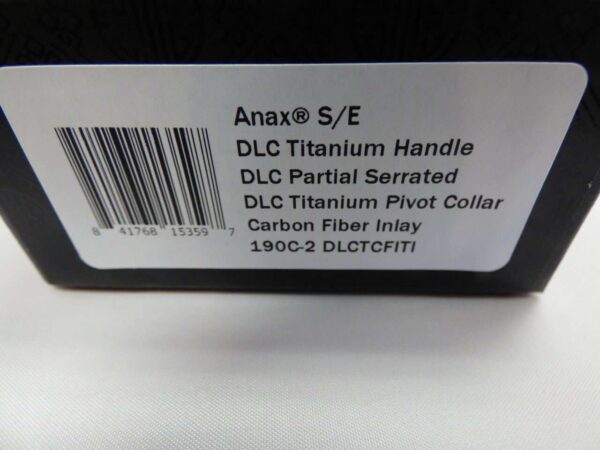 Anax® S/E
DLC Titanium Handle
DLC Partial Serrated
DLC Titanium Pivot Collar
Carbon Fiber Inlay
190C-2 DLCTCFITI
8 41768 15359 7